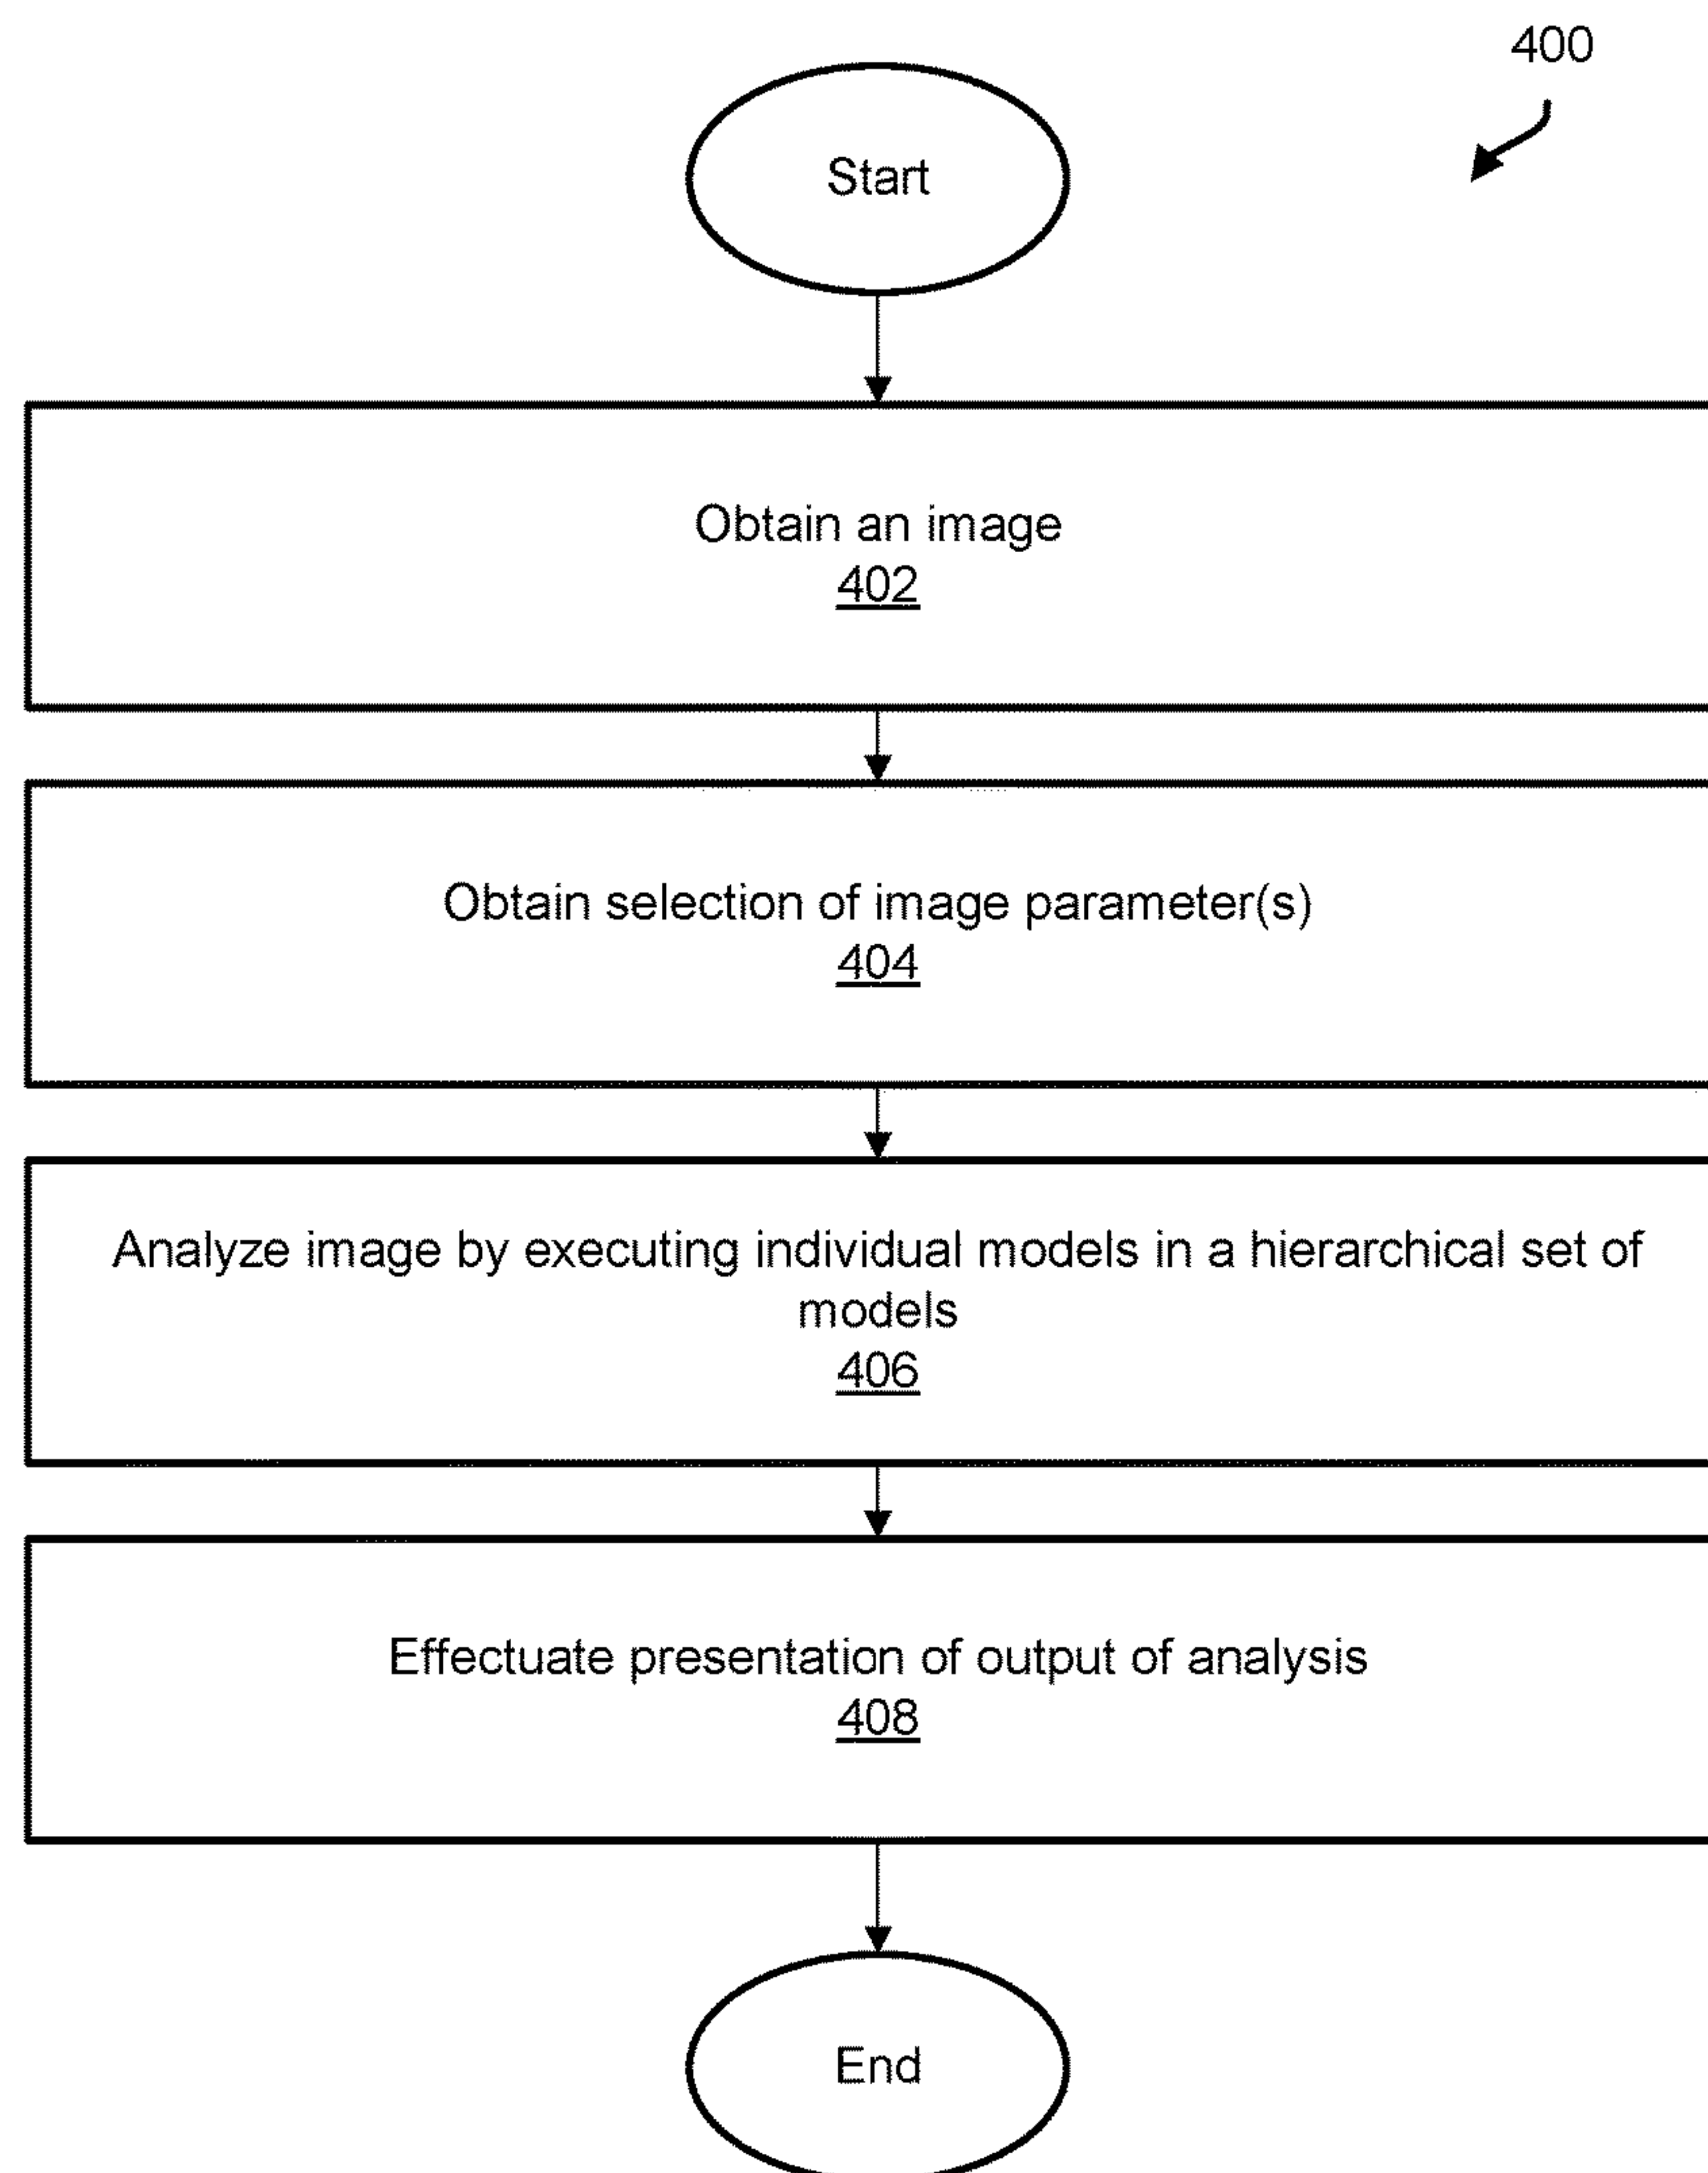 400
Start
Obtain an image
402
Obtain selection of image parameter(s)
404
Analyze image by executing individual models in a hierarchical set of
models
406
Effectuate presentation of output of analysis
408
End